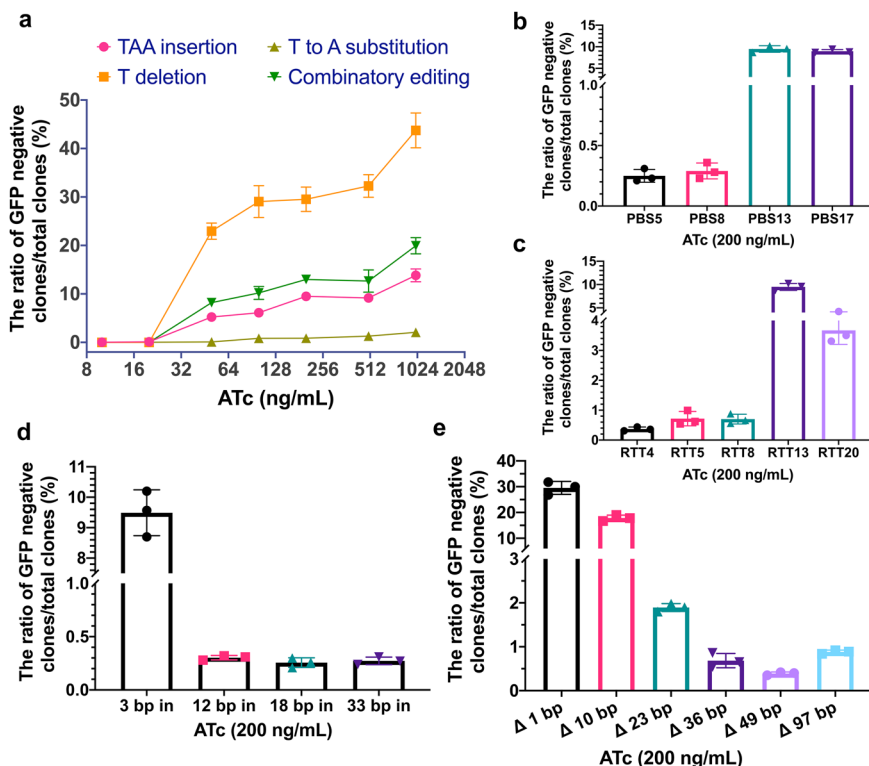 a
TAA insertion
T to A substitution
T deletion
Combinatory editing
The ratio of GFP negative
clones/total clones (%)
50
40
30
20
10
0
8 16 32 64 128 256 512 1024 2048
ATc (ng/mL)
b
The ratio of GFP negative
clones/total clones (%)
15
10
5
1.0
0.5
0.0
PBS5 PBS8 PBS13 PBS17
ATc (200 ng/mL)
c
The ratio of GFP negative
clones/total clones (%)
15
10
5
4
3
2
1
0
RTT4 RTT5 RTT8 RTT13 RTT20
ATc (200 ng/mL)
d
The ratio of GFP negative
clones/total clones (%)
11
10
9
8
1.0
0.5
0.0
3 bp in 12 bp in 18 bp in 33 bp in
ATc (200 ng/mL)
e
The ratio of GFP negative
clones/total clones (%)
40
30
20
10
3
2
1
0
Δ 1 bp Δ 10 bp Δ 23 bp Δ 36 bp Δ 49 bp Δ 97 bp
ATc (200 ng/mL)